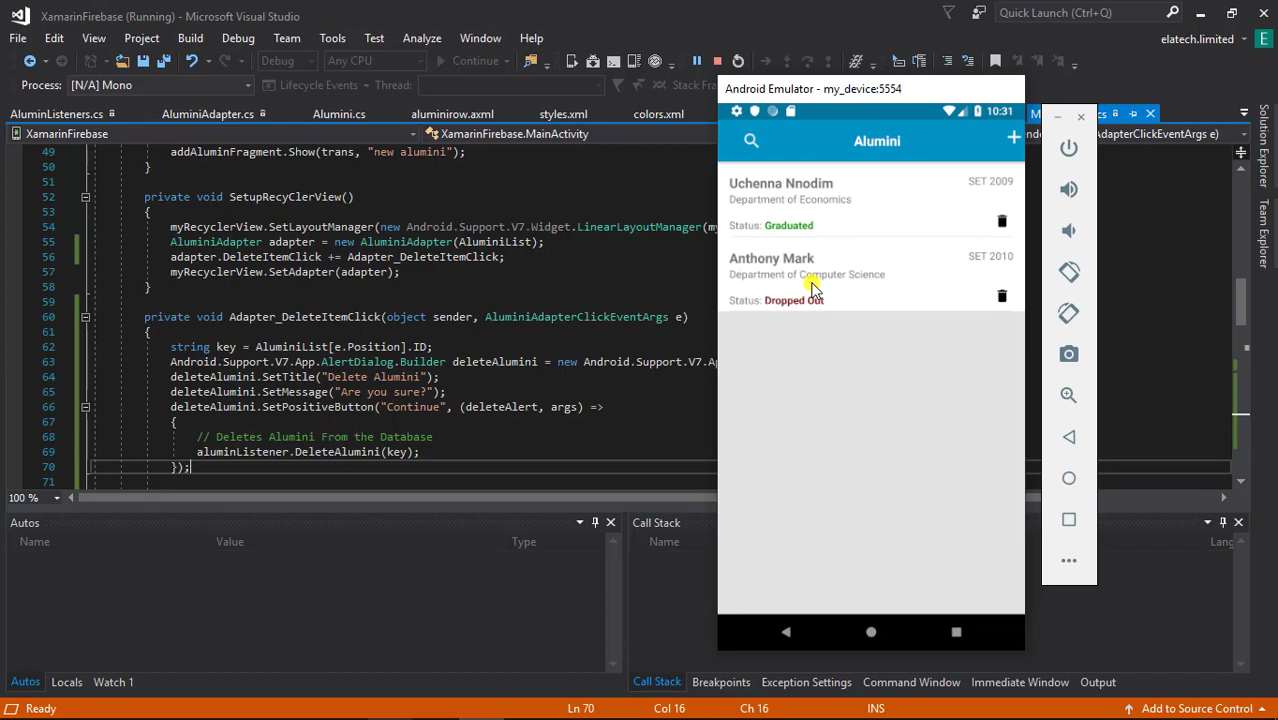 XamarinFirebase (Running) - Microsoft Visual Studio
Quick Launch (Ctrl+Q)
File Edit View Project Build Debug Team Tools Test Analyze Window Help
elatech.limited E
Debug Any CPU Continue
Process: [N/A] Mono Lifecycle Events Thread: Stack Fra
AluminListeners.cs AluminiAdapter.cs Alumini.cs aluminirow.axml styles.xml colors.xml
XamarinFirebase XamarinFirebase.MainActivity AdapterClickEventArgs e)
49 addAluminFragment.Show(trans, "new alumini");
50 }
51
52 private void SetupRecyClerView()
53 {
54 myRecyclerView.SetLayoutManager(new Android.Support.V7.Widget.LinearLayoutManager(my
55 AluminiAdapter adapter = new AluminiAdapter(AluminiList);
56 adapter.DeleteItemClick += Adapter_DeleteItemClick;
57 myRecyclerView.SetAdapter(adapter);
58 }
59
60 private void Adapter_DeleteItemClick(object sender, AluminiAdapterClickEventArgs e)
61 {
62 string key = AluminiList[e.Position].ID;
63 Android.Support.V7.App.AlertDialog.Builder deleteAlumini = new Android.Support.V7.Ap
64 deleteAlumini.SetTitle("Delete Alumini");
65 deleteAlumini.SetMessage("Are you sure?");
66 deleteAlumini.SetPositiveButton("Continue", (deleteAlert, args) =>
67 {
68 // Deletes Alumini From the Database
69 aluminListener.DeleteAlumini(key);
70 });
71
100 %
Android Emulator - my_device:5554
10:31
Alumini
Uchenna Nnodim SET 2009
Department of Economics
Status: Graduated
Anthony Mark SET 2010
Department of Computer Science
Status: Dropped Out
Solution Explorer
Properties
Autos
Name Value Type
Call Stack
Name Lang
Autos Locals Watch 1
Call Stack Breakpoints Exception Settings Command Window Immediate Window Output
Ready Ln 70 Col 16 Ch 16 INS Add to Source Control